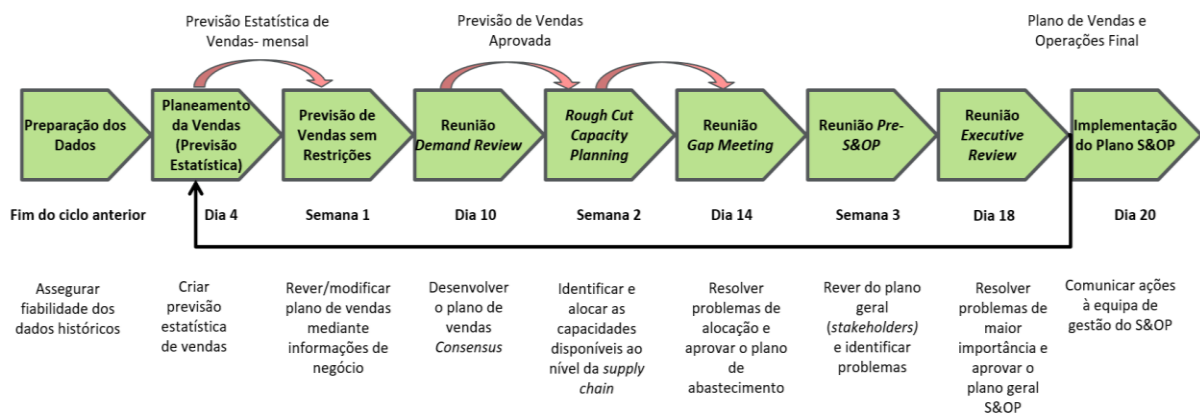 Previsão Estatística de
Vendas- mensal
Previsão de Vendas
Aprovada
Plano de Vendas e
Operações Final
Preparação dos
Dados
Planeamento
da Vendas
(Previsão
Estatística)
Previsão de
Vendas sem
Restrições
Reunião
Demand Review
Rough Cut
Capacity
Planning
Reunião
Gap Meeting
Reunião Pre-
S&OP
Reunião
Executive
Review
Implementação
do Plano S&OP
Fim do ciclo anterior
Dia 4
Semana 1
Dia 10
Semana 2
Dia 14
Semana 3
Dia 18
Dia 20
Assegurar
fiabilidade dos
dados históricos
Criar
previsão
estatística
de vendas
Rever/modificar
plano de vendas
mediante
informações de
negócio
Desenvolver
o plano de
vendas
Consensus
Identificar e
alocar as
capacidades
disponíveis ao
nível da supply
chain
Resolver
problemas de
alocação e
aprovar o plano
de
abastecimento
Rever do plano
geral
(stakeholders)
e identificar
problemas
Resolver
problemas de
maior
importância e
aprovar o
plano geral
S&OP
Comunicar ações
à equipa de
gestão do S&OP